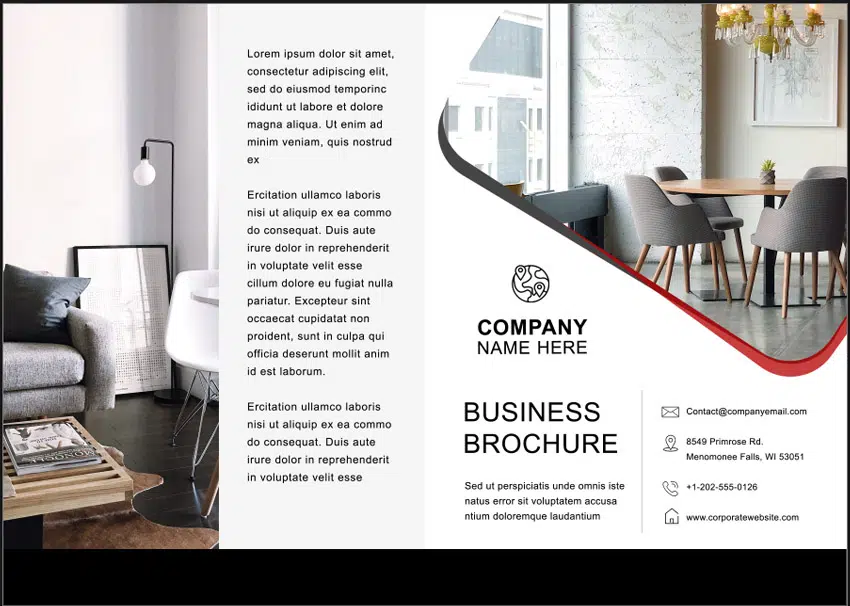 Lorem ipsum dolor sit amet,
consectetur adipiscing elit,
sed do eiusmod temporinc
ididunt ut labore et dolore
magna aliqua. Ut enim ad
minim veniam, quis nostrud
ex
Ercitation ullamco laboris
nisi ut aliquip ex ea commo
do consequat. Duis aute
irure dolor in reprehenderit
in voluptate velit esse
cillum dolore eu fugiat nulla
pariatur. Excepteur sint
occaecat cupidatat non
proident, sunt in culpa qui
officia deserunt mollit anim
id est laborum.
Ercitation ullamco laboris
nisi ut aliquip ex ea commo
do consequat. Duis aute
irure dolor in reprehenderit
in voluptate velit esse
COMPANY
NAME HERE
BUSINESS
BROCHURE
Sed ut perspiciatis unde omnis iste
natus error sit voluptatem accusa
ntium doloremque laudantium
Contact@companyemail.com
8549 Primrose Rd.
Menomonee Falls, WI 53051
+1-202-555-0126
www.corporatewebsite.com